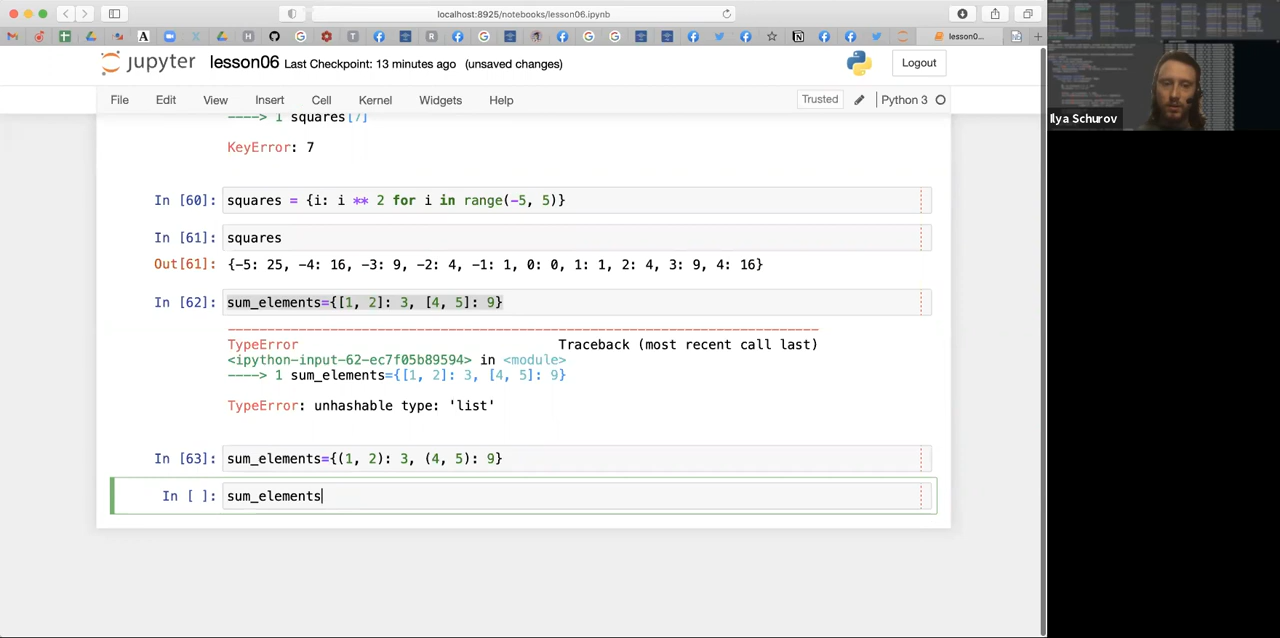 localhost:8925/notebooks/lesson06.ipynb
lesson0...
jupyter lesson06 Last Checkpoint: 13 minutes ago (unsaved changes)
Logout
File Edit View Insert Cell Kernel Widgets Help
Trusted Python 3
----> 1 squares[7]
KeyError: 7
In [60]: squares = {i: i ** 2 for i in range(-5, 5)}
In [61]: squares
Out[61]: {-5: 25, -4: 16, -3: 9, -2: 4, -1: 1, 0: 0, 1: 1, 2: 4, 3: 9, 4: 16}
In [62]: sum_elements={[1, 2]: 3, [4, 5]: 9}
TypeError Traceback (most recent call last)
<ipython-input-62-ec7f05b89594> in <module>
----> 1 sum_elements={[1, 2]: 3, [4, 5]: 9}
TypeError: unhashable type: 'list'
In [63]: sum_elements={(1, 2): 3, (4, 5): 9}
In [ ]: sum_elements
Ilya Schurov